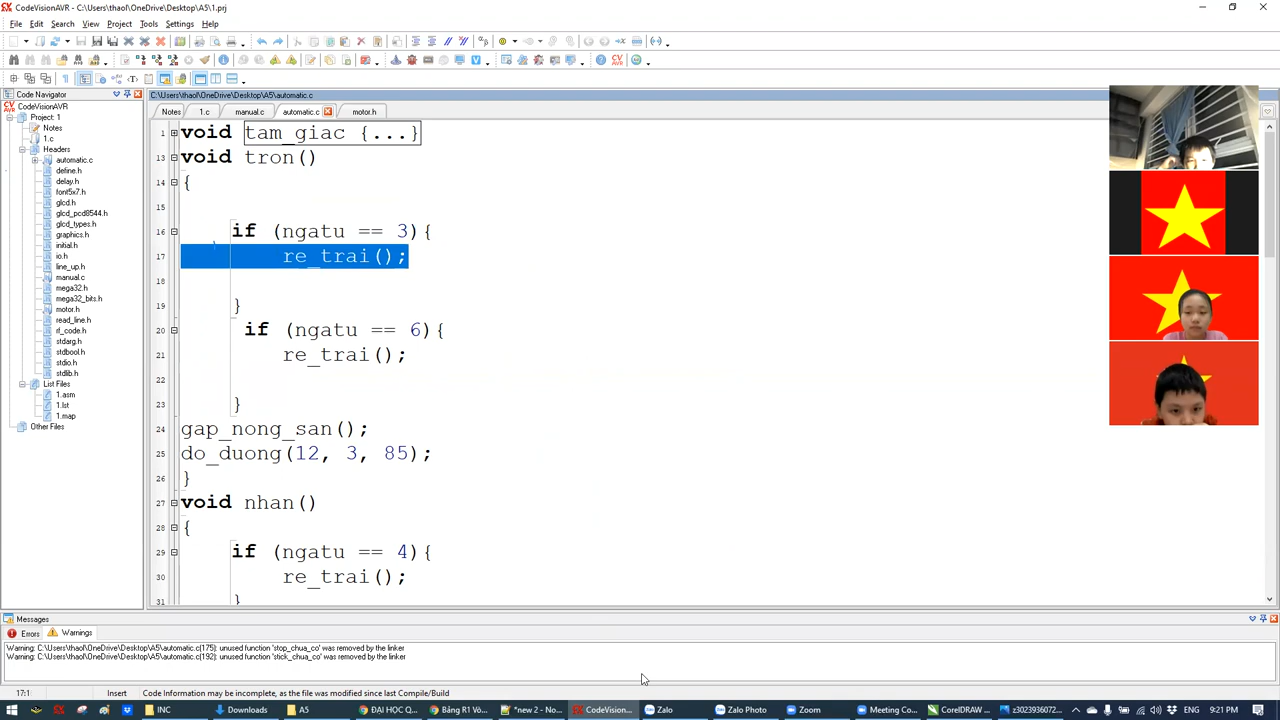 CodeVisionAVR - C:\Users\thaol\OneDrive\Desktop\A5\1.prj
File Edit Search View Project Tools Settings Help
Code Navigator
CodeVisionAVR
Project: 1
Notes
1.c
Headers
automatic.c
define.h
delay.h
font5x7.h
glcd.h
glcd_pcd8544.h
glcd_types.h
graphics.h
initial.h
io.h
line_up.h
manual.c
mega32.h
mega32_bits.h
motor.h
read_line.h
rf_code.h
stdarg.h
stdbool.h
stdio.h
stdlib.h
List Files
1.asm
1.lst
1.map
Other Files
C:\Users\thaol\OneDrive\Desktop\A5\automatic.c
Notes 1.c manual.c automatic.c motor.h
1 void tam_giac {...}
13 void tron()
14 {
15
16 if (ngatu == 3){
17 re_trai();
18
19 }
20 if (ngatu == 6){
21 re_trai();
22
23 }
24 gap_nong_san();
25 do_duong(12, 3, 85);
26 }
27 void nhan()
28 {
29 if (ngatu == 4){
30 re_trai();
31 }
Messages
Errors Warnings
Warning: C:\Users\thaol\OneDrive\Desktop\A5\automatic.c(175): unused function 'stop_chua_co' was removed by the linker
Warning: C:\Users\thaol\OneDrive\Desktop\A5\automatic.c(192): unused function 'stick_chua_co' was removed by the linker
17:1 Insert Code Information may be incomplete, as the file was modified since last Compile/Build
INC Downloads A5 ĐẠI HỌC Q... Bảng R1 Vò... *new 2 - No... CodeVision... Zalo Zalo Photo Zoom Meeting Co... CorelDRAW ... z3023936072... ENG 9:21 PM